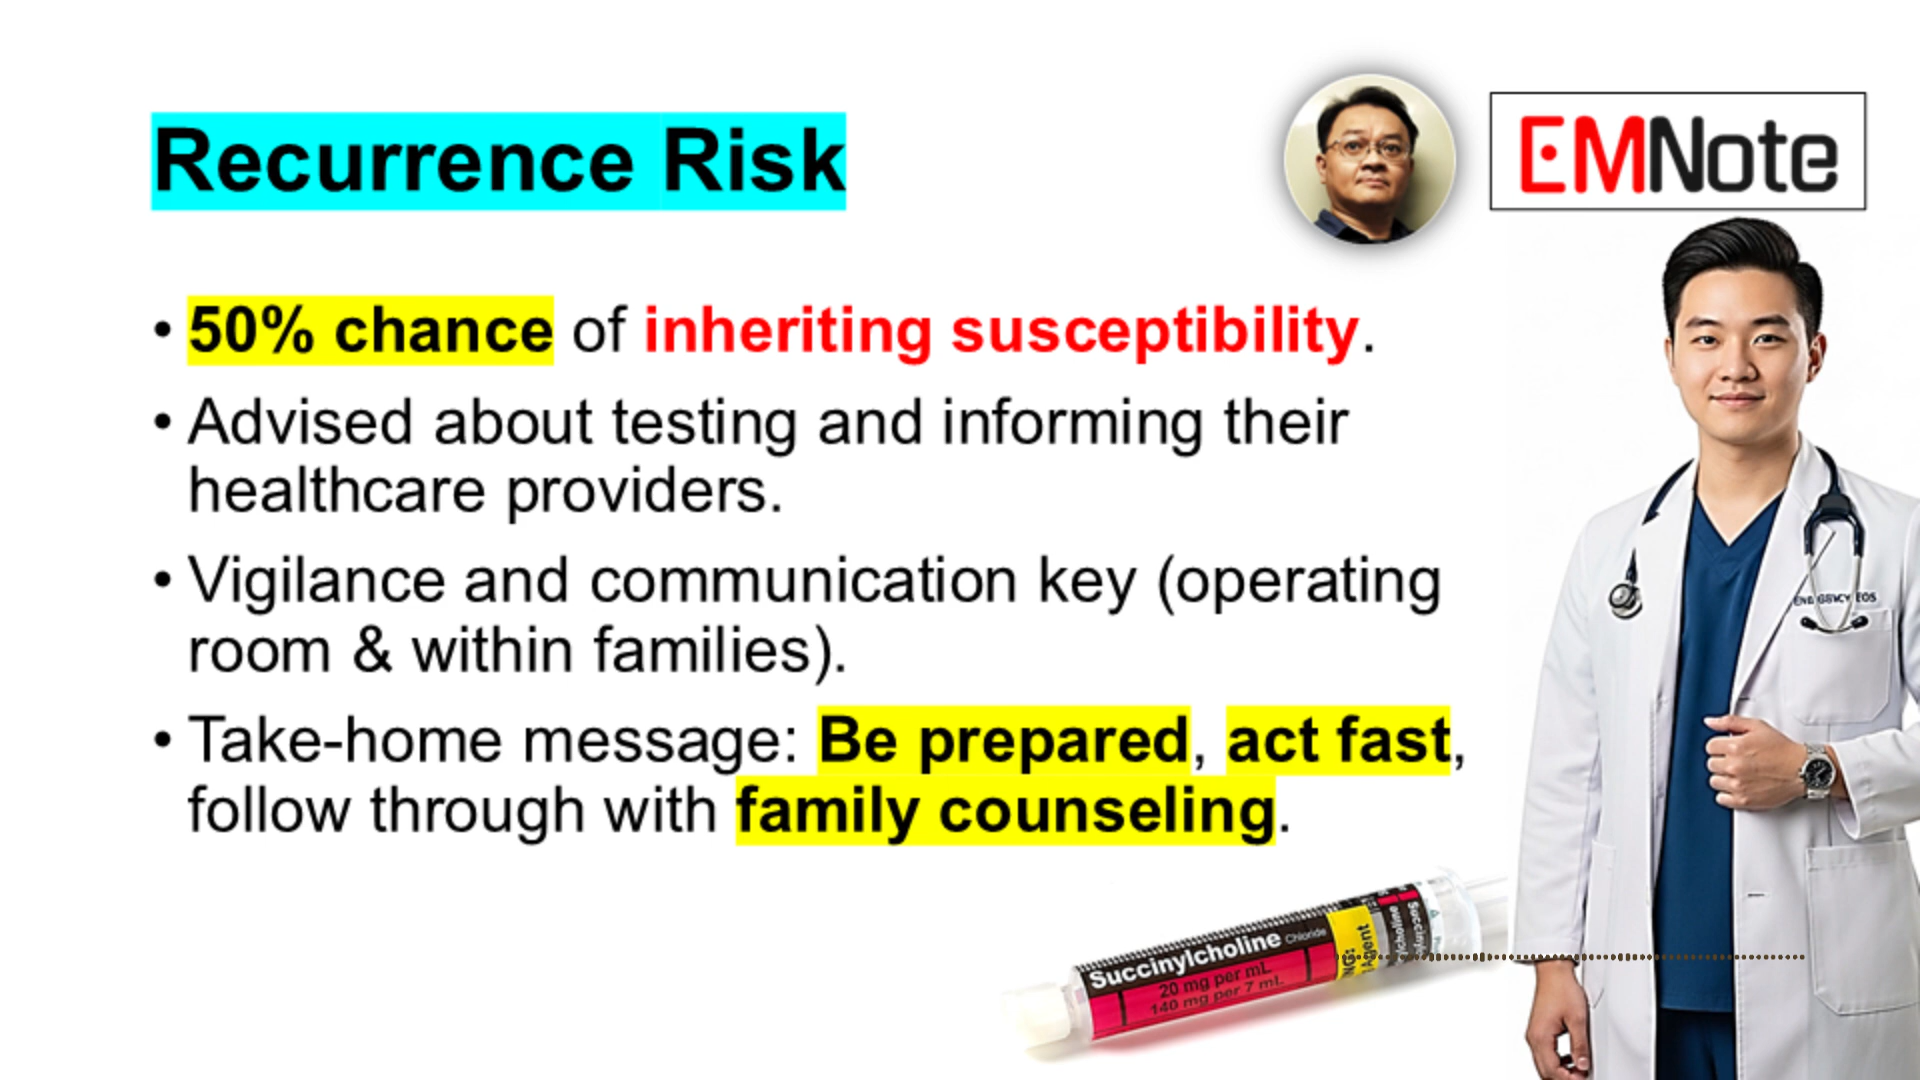 Recurrence Risk
EMNote
• 50% chance of inheriting susceptibility.
• Advised about testing and informing their
healthcare providers.
• Vigilance and communication key (operating
room & within families).
• Take-home message: Be prepared, act fast,
follow through with family counseling.
Succinylcholine Chloride
20 mg per mL
140 mg per 7 mL
Agent